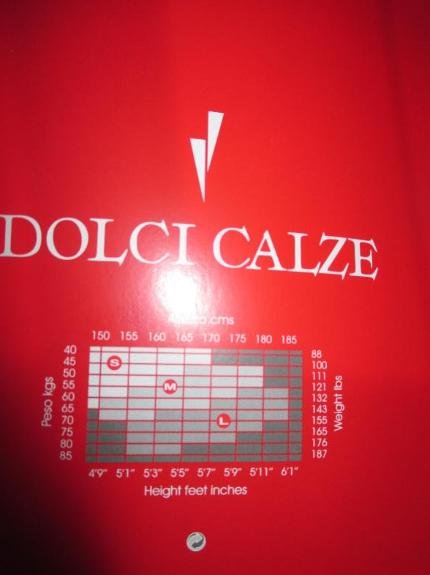 DOLCI CALZE
cms
150 155 160 165 170 175 180 185
Peso kgs
40 88
45 S 100
50 111
55 M 121
60 132
65 143
70 L 155
75 165
80 176
85 187
Weight lbs
4'9" 5'1" 5'3" 5'5" 5'7" 5'9" 5'11" 6'1"
Height feet inches